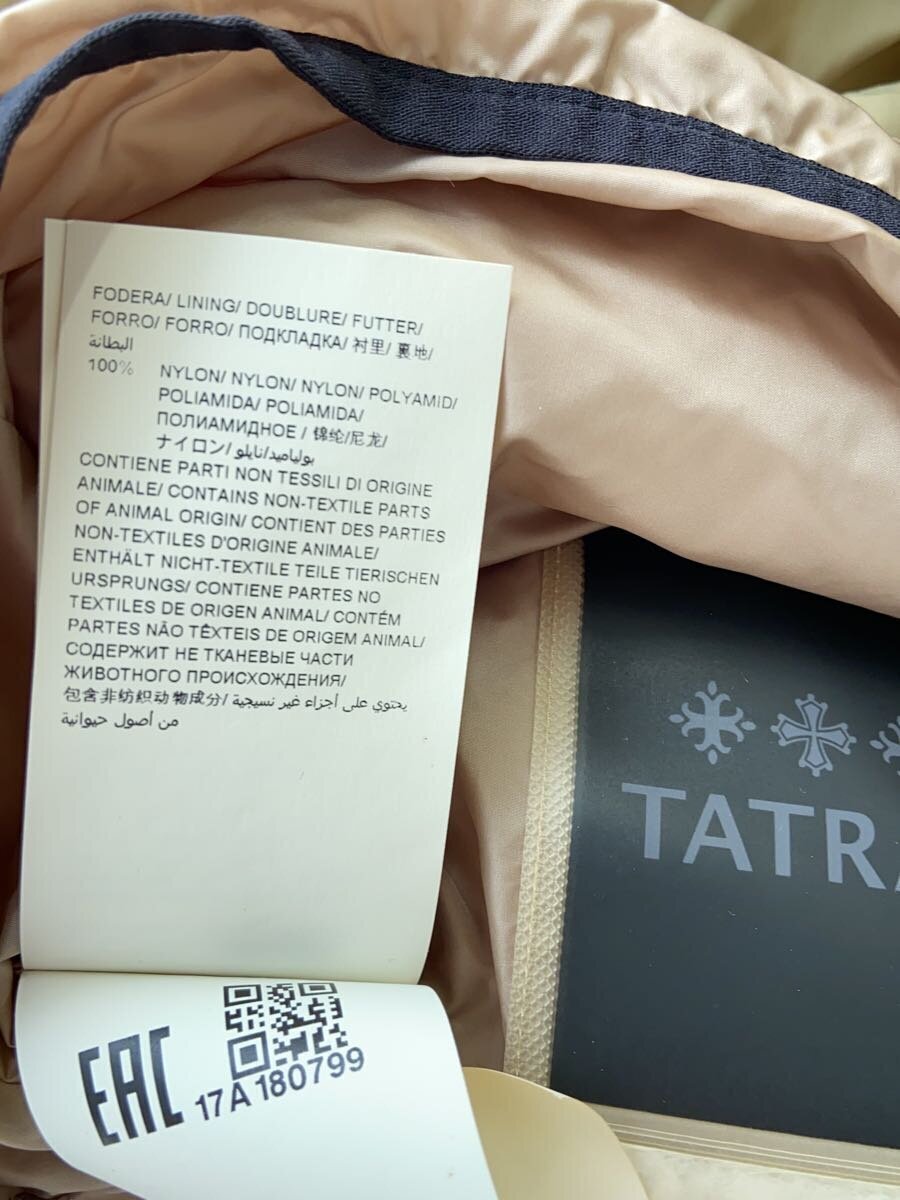 FODERA/ LINING/ DOUBLURE/ FUTTER/
FORRO/ FORRO/ ПОДКЛАДКА/ 衬里/ 裏地/
البطانة
100%
NYLON/ NYLON/ NYLON/ POLYAMID/
POLIAMIDA/ POLIAMIDA/
ПОЛИАМИДНОЕ / 锦纶/尼龙/
ナイロン/ بولياميد/نايلو
CONTIENE PARTI NON TESSILI DI ORIGINE
ANIMALE/ CONTAINS NON-TEXTILE PARTS
OF ANIMAL ORIGIN/ CONTIENT DES PARTIES
NON-TEXTILES D'ORIGINE ANIMALE/
ENTHÄLT NICHT-TEXTILE TEILE TIERISCHEN
URSPRUNGS/ CONTIENE PARTES NO
TEXTILES DE ORIGEN ANIMAL/ CONTÉM
PARTES NÃO TÊXTEIS DE ORIGEM ANIMAL/
СОДЕРЖИТ НЕ ТКАНЕВЫЕ ЧАСТИ
ЖИВОТНОГО ПРОИСХОЖДЕНИЯ/
包含非纺织动物成分/ يحتوي على أجزاء غير نسيجية
من أصول حيوانية
EAC
17A180799
TATRA